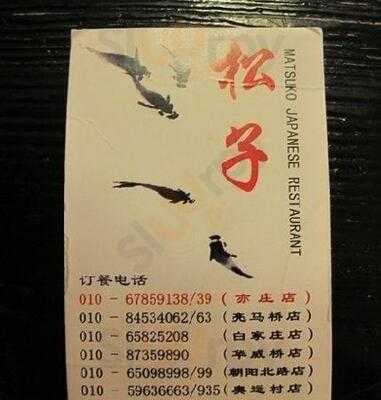 松子
MATSUKO JAPANESE RESTAURANT
订餐电话
010 - 67859138/39 ( 亦庄店 )
010 - 84534062/63 ( 亮马桥店 )
010 - 65825208 ( 白家庄店 )
010 - 87359890 ( 华威桥店 )
010 - 65098998/99 ( 朝阳北路店 )
010 - 59636663/935 ( 奥运村店 )